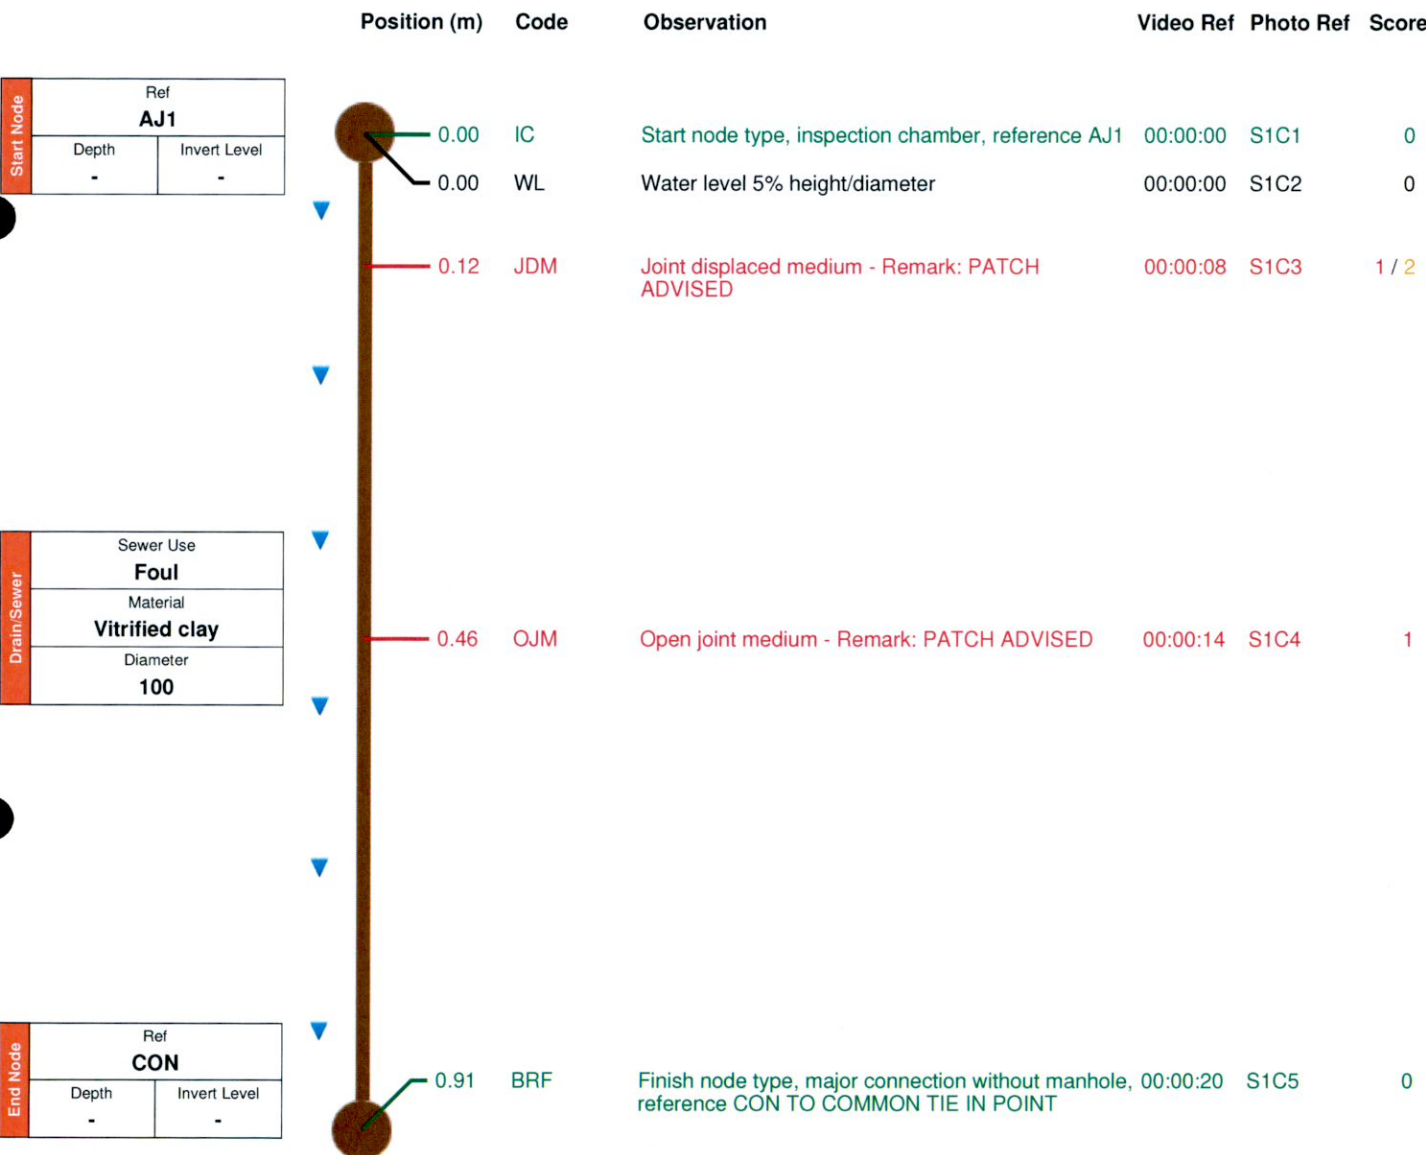 Position (m) Code Observation Video Ref Photo Ref Score
Start Node
Ref
AJ1
Depth Invert Level
- -
0.00 IC Start node type, inspection chamber, reference AJ1 00:00:00 S1C1 0
0.00 WL Water level 5% height/diameter 00:00:00 S1C2 0
0.12 JDM Joint displaced medium - Remark: PATCH 00:00:08 S1C3 1 / 2
ADVISED
Drain/Sewer
Sewer Use
Foul
Material
Vitrified clay
Diameter
100
0.46 OJM Open joint medium - Remark: PATCH ADVISED 00:00:14 S1C4 1
End Node
Ref
CON
Depth Invert Level
- -
0.91 BRF Finish node type, major connection without manhole, 00:00:20 S1C5 0
reference CON TO COMMON TIE IN POINT